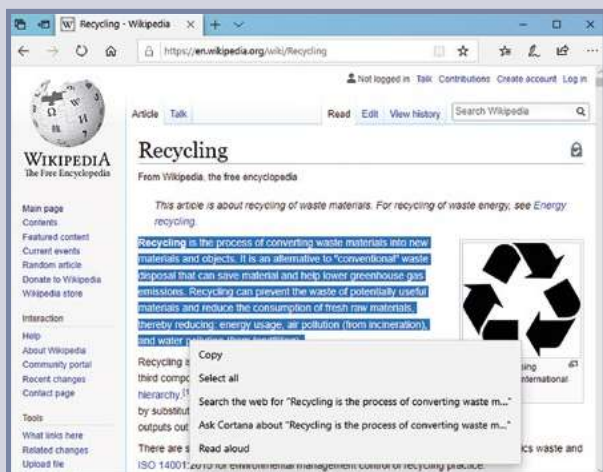 Recycling - Wikipedia
https://en.wikipedia.org/wiki/Recycling
Not logged in Talk Contributions Create account Log in
Article Talk Read Edit View history Search Wikipedia
WIKIPEDIA
The Free Encyclopedia
Main page
Contents
Featured content
Current events
Random article
Donate to Wikipedia
Wikipedia store
Interaction
Help
About Wikipedia
Community portal
Recent changes
Contact page
Tools
What links here
Related changes
Upload file
Recycling
From Wikipedia, the free encyclopedia
This article is about recycling of waste materials. For recycling of waste energy, see Energy
recycling.
Recycling is the process of converting waste materials into new
materials and objects. It is an alternative to "conventional" waste
disposal that can save material and help lower greenhouse gas
emissions. Recycling can prevent the waste of potentially useful
materials and reduce the consumption of fresh raw materials,
thereby reducing: energy usage, air pollution (from incineration),
and water
Recycling
third
hierarchy.
by
outputs
There are
ISO 14001:2015 for environmental management control of recycling practice.
international
waste and
Copy
Select all
Search the web for "Recycling is the process of converting waste m..."
Ask Cortana about "Recycling is the process of converting waste m..."
Read aloud